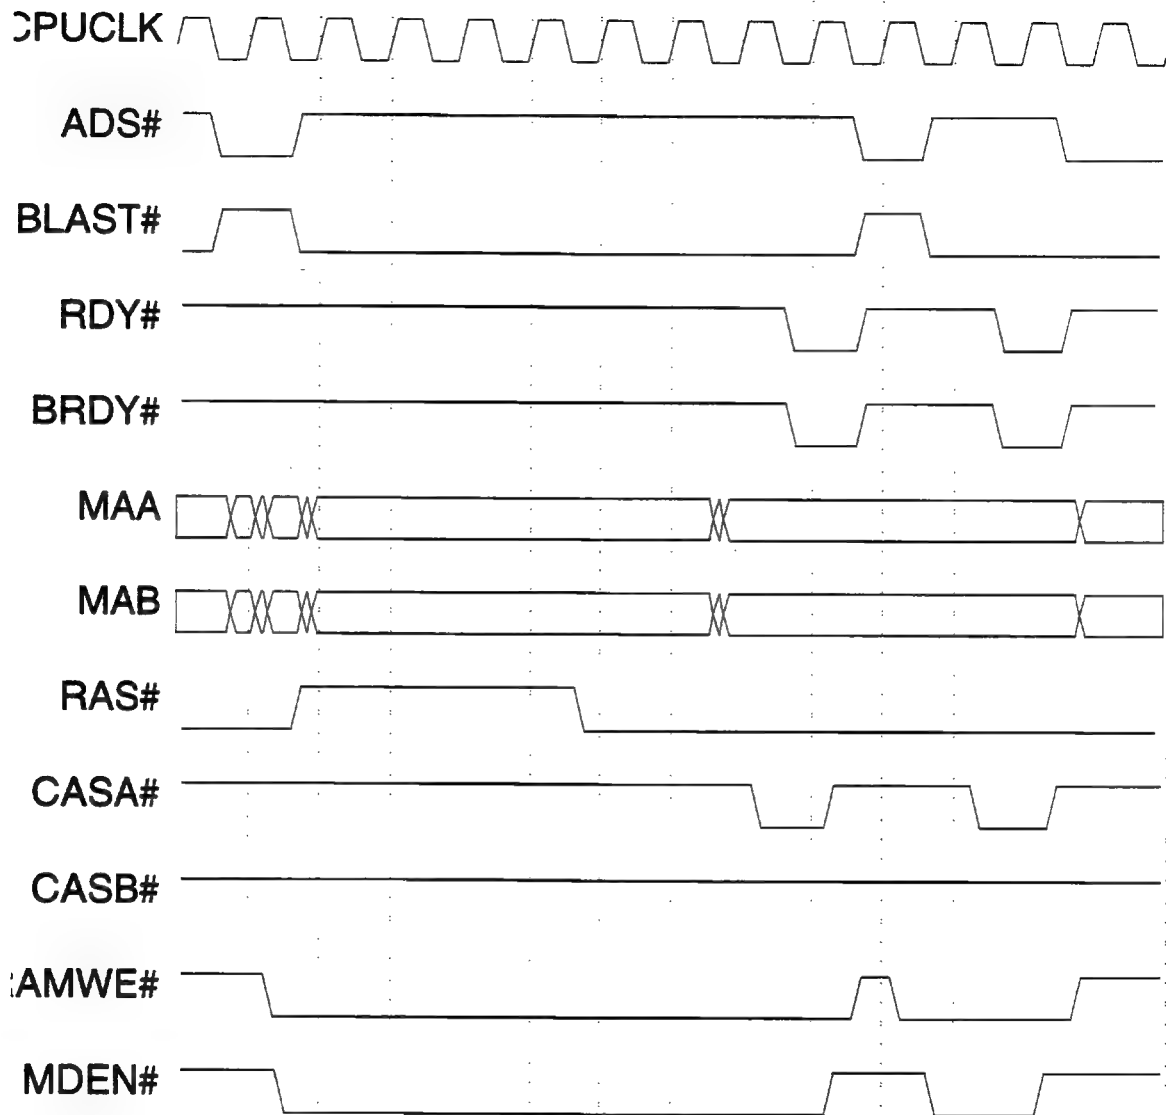 CPUCLK
ADS#
BLAST#
RDY#
BRDY#
MAA
MAB
RAS#
CASA#
CASB#
AMWE#
MDEN#